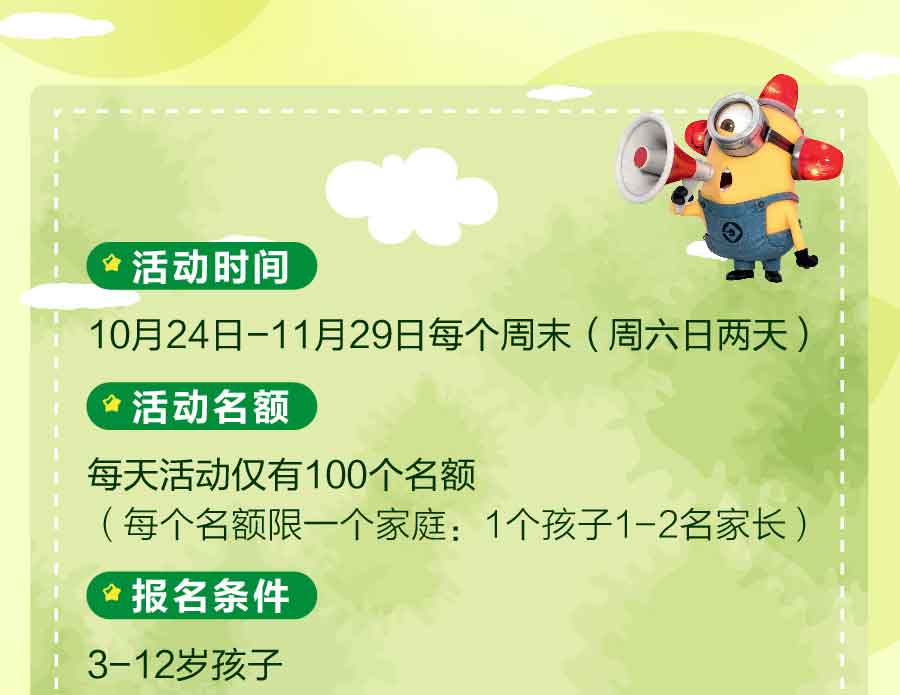 活动时间
10月24日-11月29日每个周末（周六日两天）
活动名额
每天活动仅有100个名额
（每个名额限一个家庭：1个孩子1-2名家长）
报名条件
3-12岁孩子